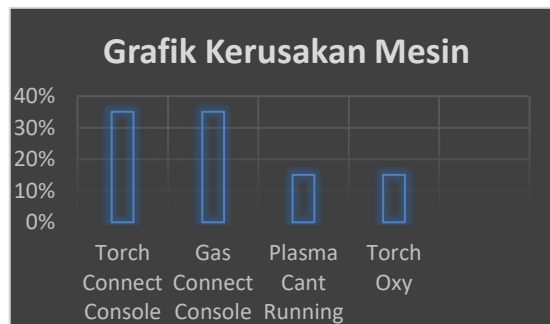 Grafik Kerusakan Mesin
40%
30%
20%
10%
0%
Torch Connect Console
Gas Connect Console
Plasma Cant Running
Torch Oxy